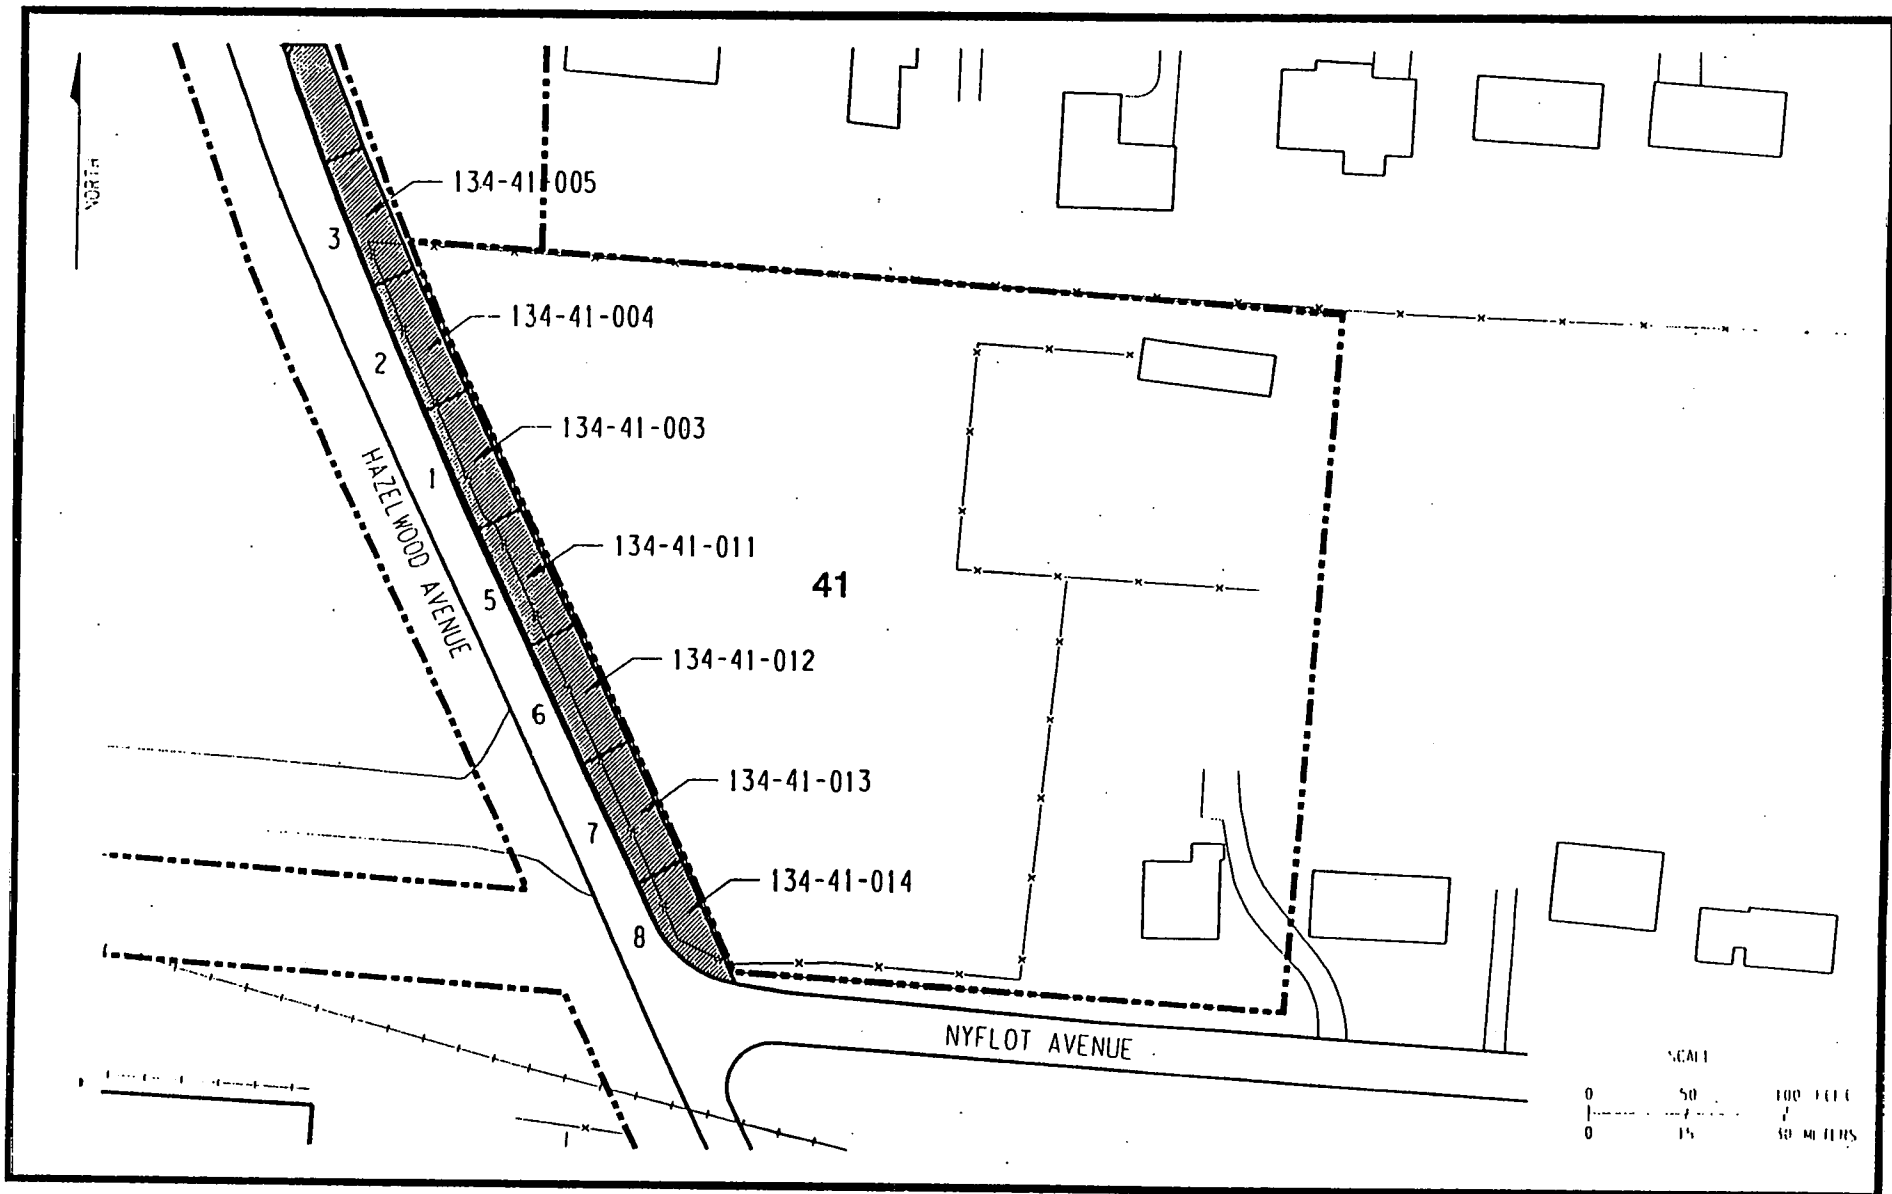 NORTH
134-41-005
3
134-41-004
2
134-41-003
1
HAZELWOOD AVENUE
134-41-011
41
5
134-41-012
6
134-41-013
7
134-41-014
8
NYFLOT AVENUE
SCALE
0 50 100 FEET
0 15 30 METERS